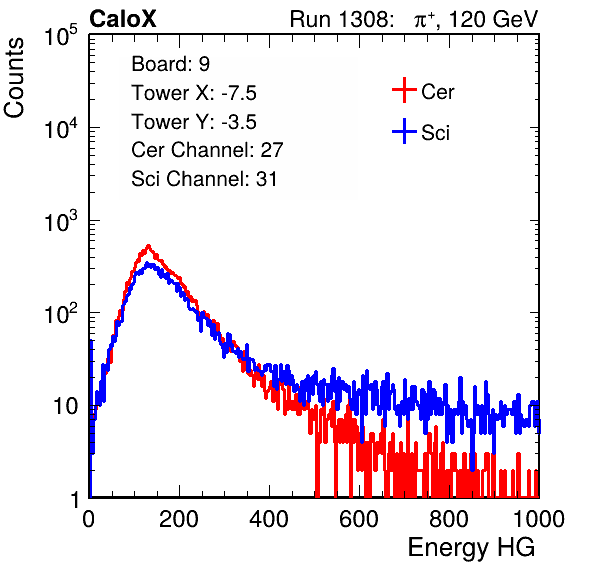 CaloX Run 1308: π⁺, 120 GeV
Counts
10⁵
10⁴
10³
10²
10
1
Board: 9
Tower X: -7.5
Tower Y: -3.5
Cer Channel: 27
Sci Channel: 31
Cer
Sci
0 200 400 600 800 1000
Energy HG